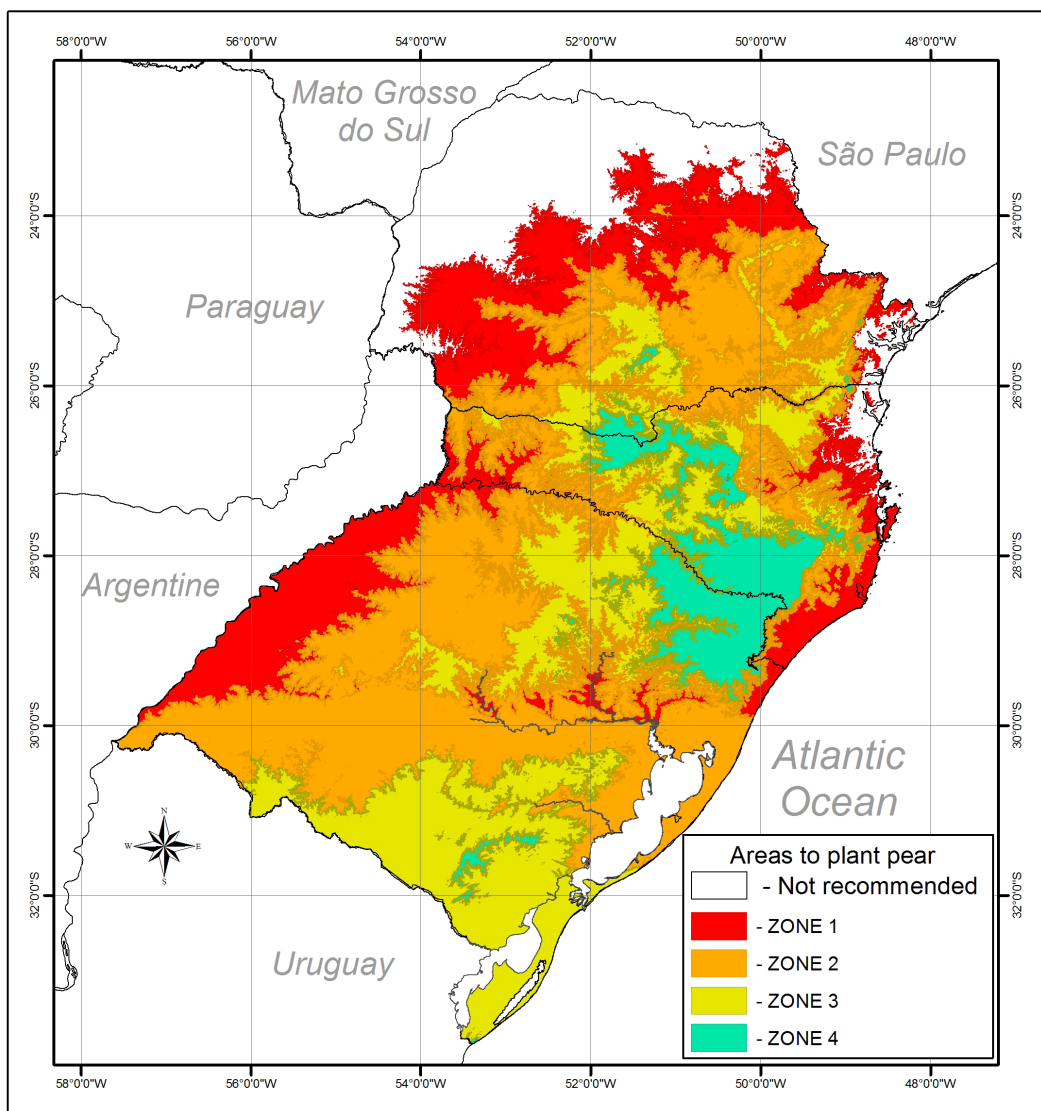 58°0'0"W 56°0'0"W 54°0'0"W 52°0'0"W 50°0'0"W 48°0'0"W
Mato Grosso
do Sul
São Paulo
24°0'0"S 24°0'0"S
Paraguay
26°0'0"S 26°0'0"S
28°0'0"S 28°0'0"S
Argentine
30°0'0"S 30°0'0"S
Atlantic
Ocean
N
W E
S
Areas to plant pear
- Not recommended
32°0'0"S 32°0'0"S
- ZONE 1
Uruguay
- ZONE 2
- ZONE 3
- ZONE 4
58°0'0"W 56°0'0"W 54°0'0"W 52°0'0"W 50°0'0"W 48°0'0"W